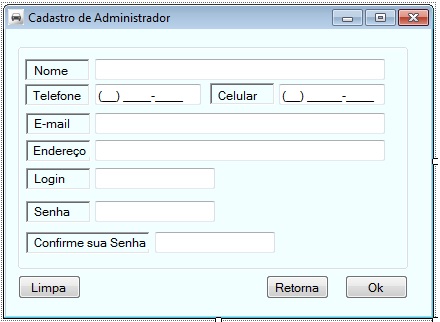 Cadastro de Administrador
Nome
Telefone (__) ____-____ Celular (__) _____-____
E-mail
Endereço
Login
Senha
Confirme sua Senha
Limpa Retorna Ok